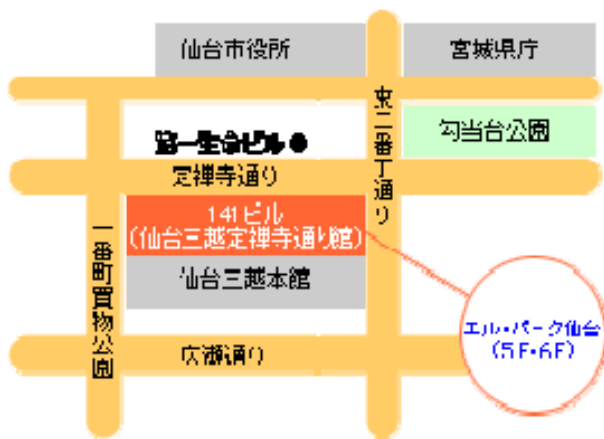 仙台市役所
宮城県庁
勾当台公園
第一生命ビル
東二番丁通り
定禅寺通り
141ビル
(仙台三越定禅寺通り館)
仙台三越本館
一番町買物公園
エル・パーク仙台
(5F・6F)
広瀬通り